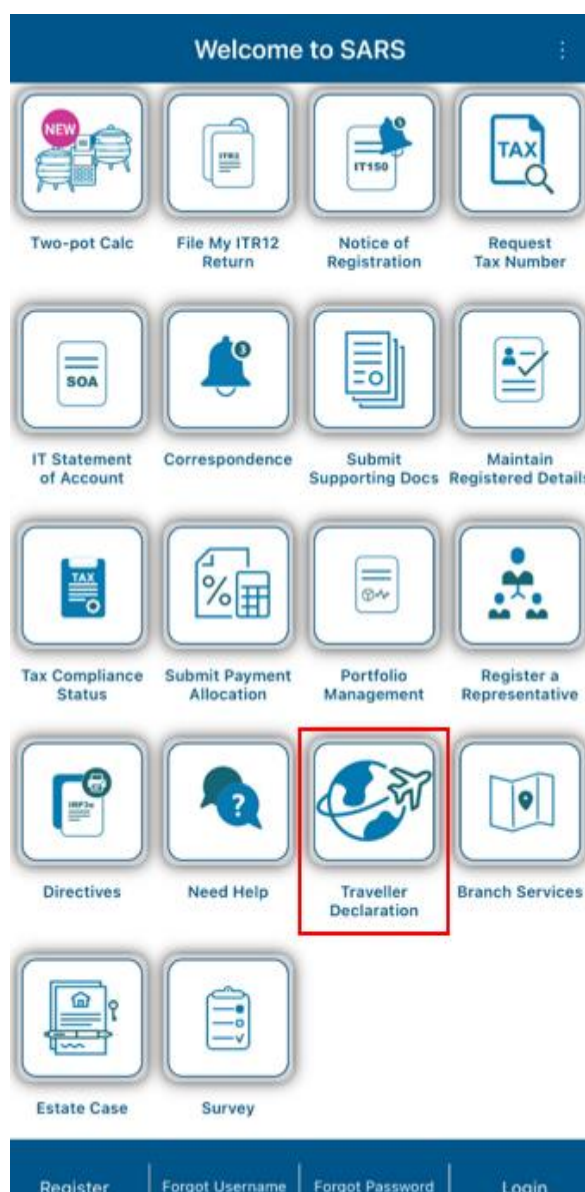 Welcome to SARS
NEW
IT150
TAX
Two-pot Calc
File My ITR12
Return
Notice of
Registration
Request
Tax Number
SOA
3
IT Statement
of Account
Correspondence
Submit
Supporting Docs
Maintain
Registered Details
TAX
%
Tax Compliance
Status
Submit Payment
Allocation
Portfolio
Management
Register a
Representative
?
Directives
Need Help
Traveller
Declaration
Branch Services
Estate Case
Survey
Register
Forgot Username
Forgot Password
Login